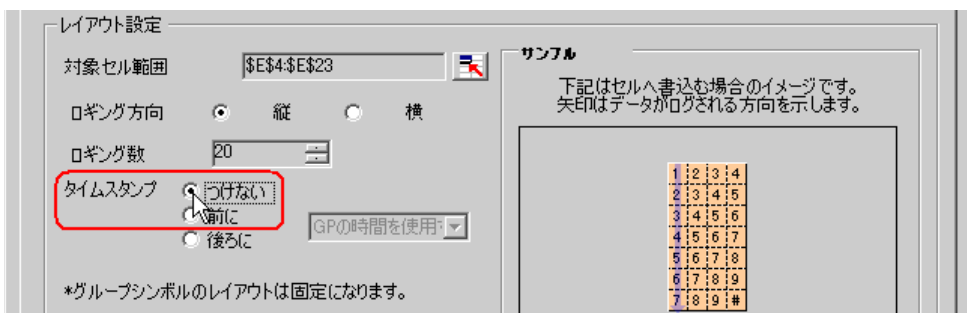 レイアウト設定
対象セル範囲 $E$4:$E$23
ロギング方向 縦 横
ロギング数 20
タイムスタンプ つけない
前に
後ろに
GPの時間を使用
*グループシンボルのレイアウトは固定になります。
サンプル
下記はセルへ書込む場合のイメージです。
矢印はデータがログされる方向を示します。
1 2 3 4
2 3 4 5
3 4 5 6
4 5 6 7
5 6 7 8
6 7 8 9
7 8 9 #